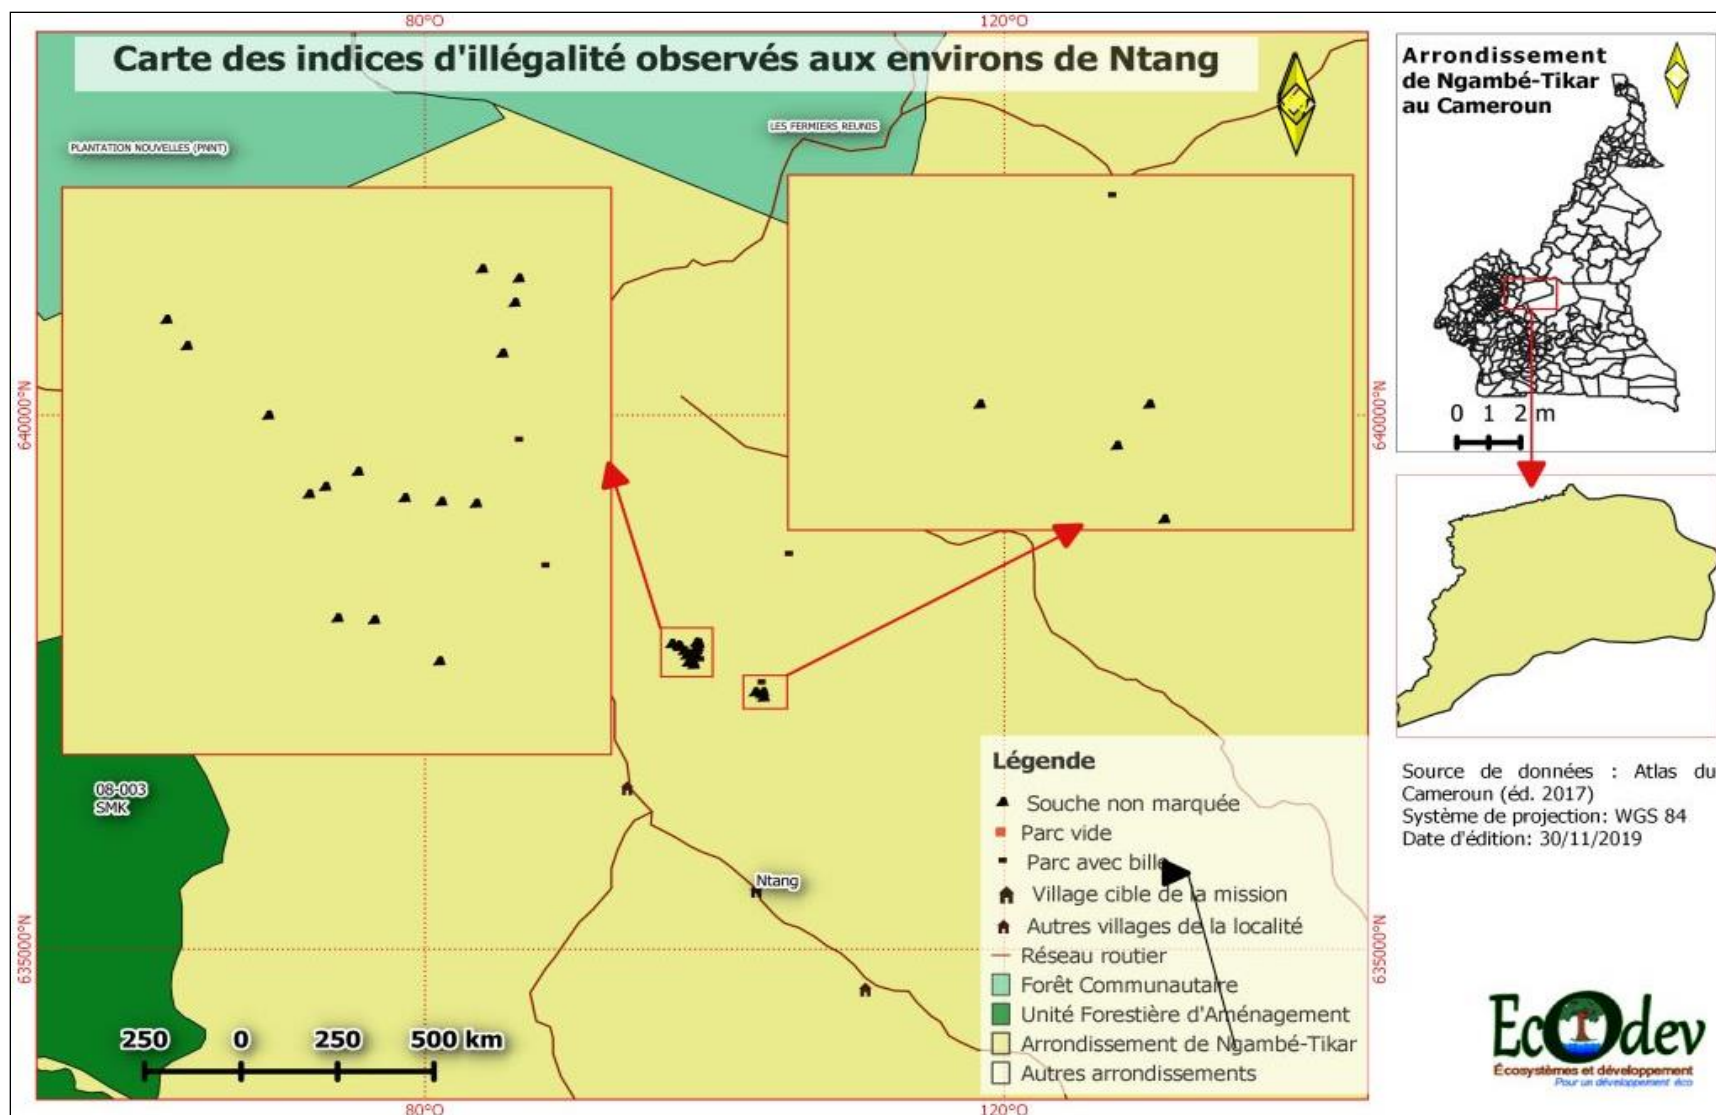 80°O
120°O
Carte des indices d'illégalité observés aux environs de Ntang
PLANTATION NOUVELLES (PNNT)
LES FERMIERS REUNIS
640000°N
640000°N
08-003
SMK
Ntang
635000°N
635000°N
250 0 250 500 km
80°O
120°O
Légende
Souche non marquée
Parc vide
Parc avec bille
Village cible de la mission
Autres villages de la localité
Réseau routier
Forêt Communautaire
Unité Forestière d'Aménagement
Arrondissement de Ngambé-Tikar
Autres arrondissements
Arrondissement
de Ngambé-Tikar
au Cameroun
0 1 2 m
Source de données : Atlas du
Cameroun (éd. 2017)
Système de projection: WGS 84
Date d'édition: 30/11/2019
EcOdev
Écosystèmes et développement
Pour un développement éco